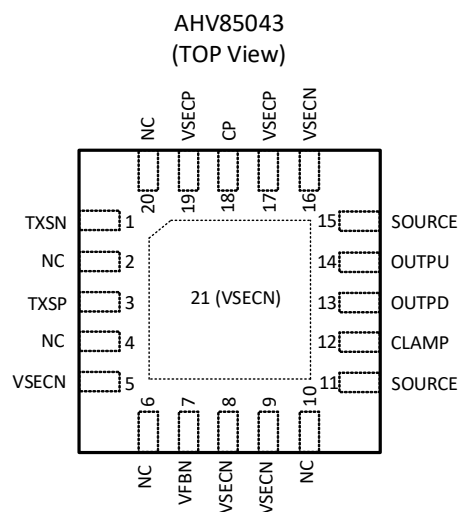 AHV85043
(TOP View)
NC
VSECP
CP
VSECP
VSECN
20
19
18
17
16
TXSN 1
NC 2
TXSP 3
NC 4
VSECN 5
15 SOURCE
14 OUTPU
13 OUTPD
12 CLAMP
11 SOURCE
21 (VSECN)
6
7
8
9
10
NC
VFBN
VSECN
VSECN
NC